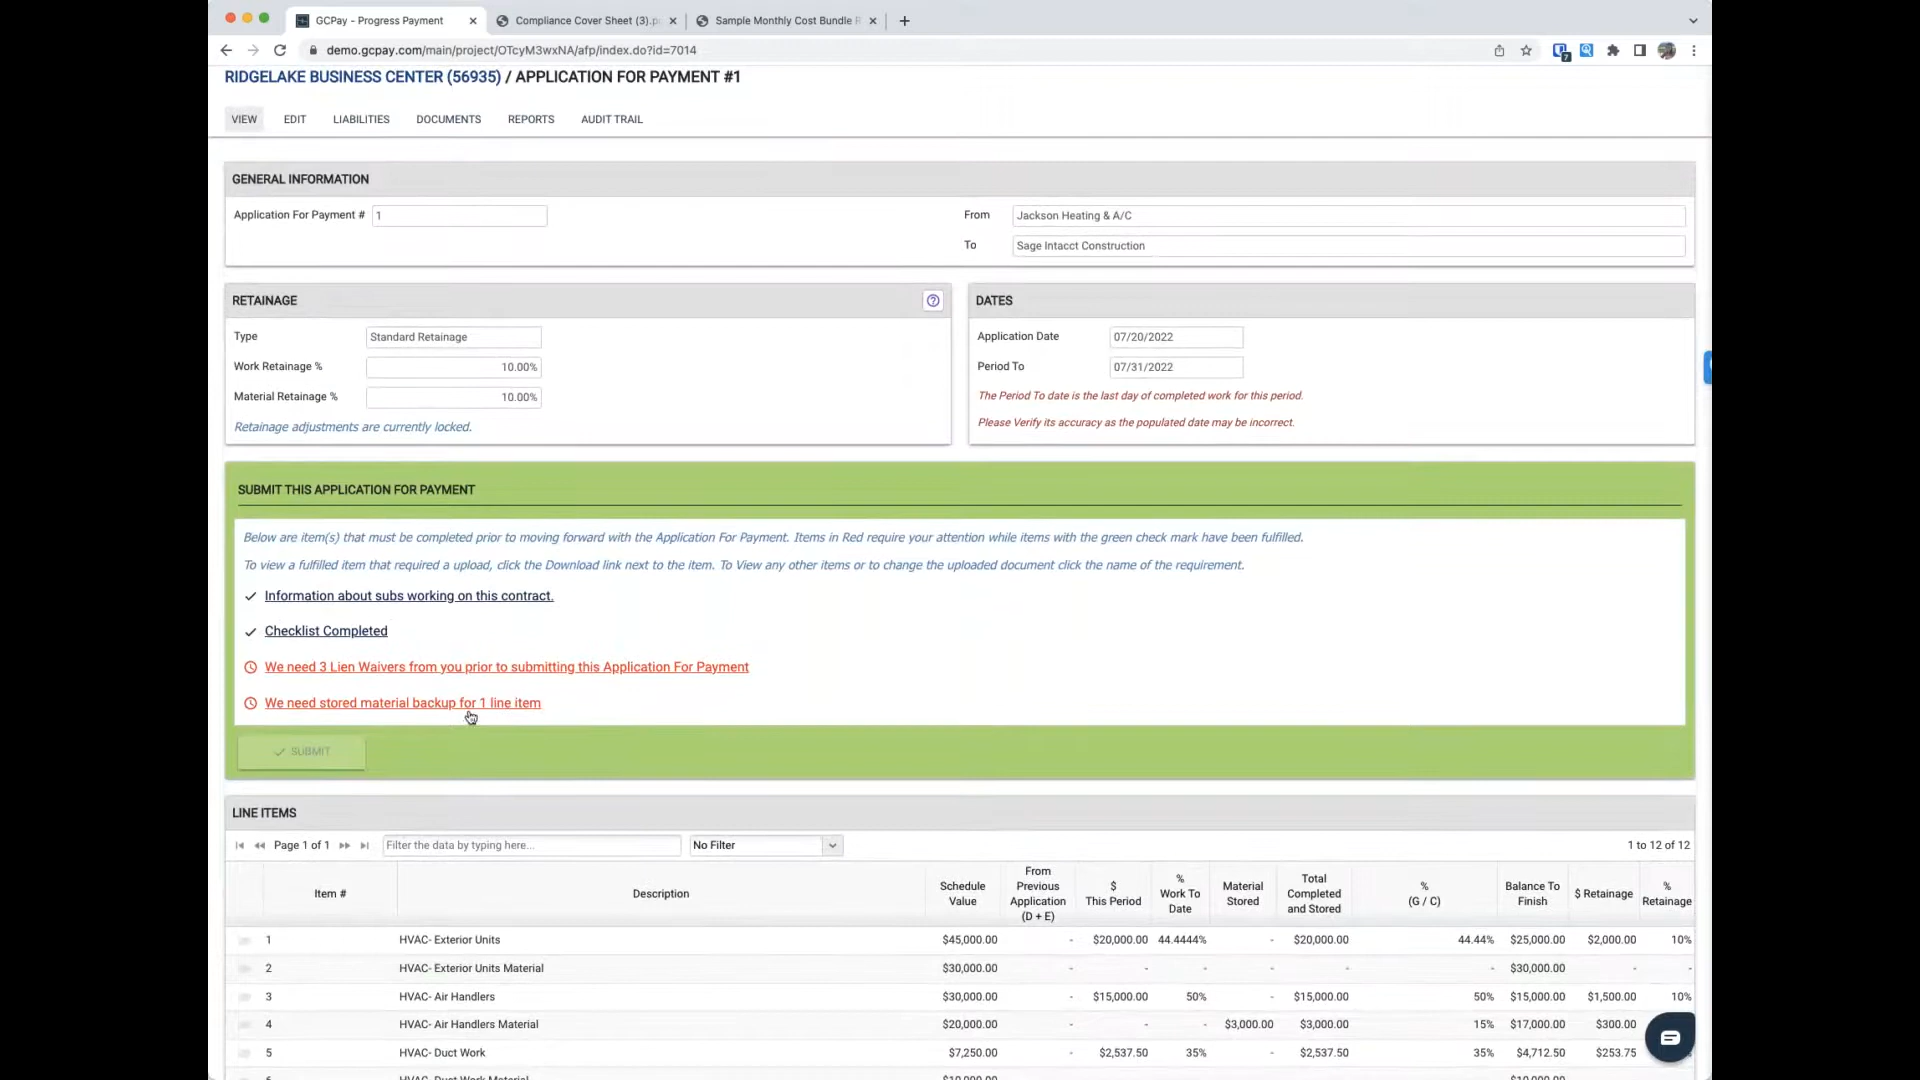 GCPay - Progress Payment
Compliance Cover Sheet (3).p
Sample Monthly Cost Bundle R
demo.gcpay.com/main/project/OTcyM3wxNA/afp/index.do?id=7014
RIDGELAKE BUSINESS CENTER (56935) / APPLICATION FOR PAYMENT #1
VIEW EDIT LIABILITIES DOCUMENTS REPORTS AUDIT TRAIL
GENERAL INFORMATION
Application For Payment # 1
From Jackson Heating & A/C
To Sage Intacct Construction
RETAINAGE
Type Standard Retainage
Work Retainage % 10.00%
Material Retainage % 10.00%
Retainage adjustments are currently locked.
DATES
Application Date 07/20/2022
Period To 07/31/2022
The Period To date is the last day of completed work for this period.
Please Verify its accuracy as the populated date may be incorrect.
SUBMIT THIS APPLICATION FOR PAYMENT
Below are item(s) that must be completed prior to moving forward with the Application For Payment. Items in Red require your attention while items with the green check mark have been fulfilled.
To view a fulfilled item that required a upload, click the Download link next to the item. To View any other items or to change the uploaded document click the name of the requirement.
Information about subs working on this contract.
Checklist Completed
We need 3 Lien Waivers from you prior to submitting this Application For Payment
We need stored material backup for 1 line item
SUBMIT
LINE ITEMS
Page 1 of 1 Filter the data by typing here... No Filter 1 to 12 of 12
Item # Description Schedule Value From Previous Application (D + E) $ This Period % Work To Date Material Stored Total Completed and Stored % (G / C) Balance To Finish $ Retainage % Retainage
1 HVAC- Exterior Units $45,000.00 - $20,000.00 44.4444% - $20,000.00 44.44% $25,000.00 $2,000.00 10%
2 HVAC- Exterior Units Material $30,000.00 - - - - - - $30,000.00 - -
3 HVAC- Air Handlers $30,000.00 - $15,000.00 50% - $15,000.00 50% $15,000.00 $1,500.00 10%
4 HVAC- Air Handlers Material $20,000.00 - - - $3,000.00 $3,000.00 15% $17,000.00 $300.00
5 HVAC- Duct Work $7,250.00 - $2,537.50 35% - $2,537.50 35% $4,712.50 $253.75